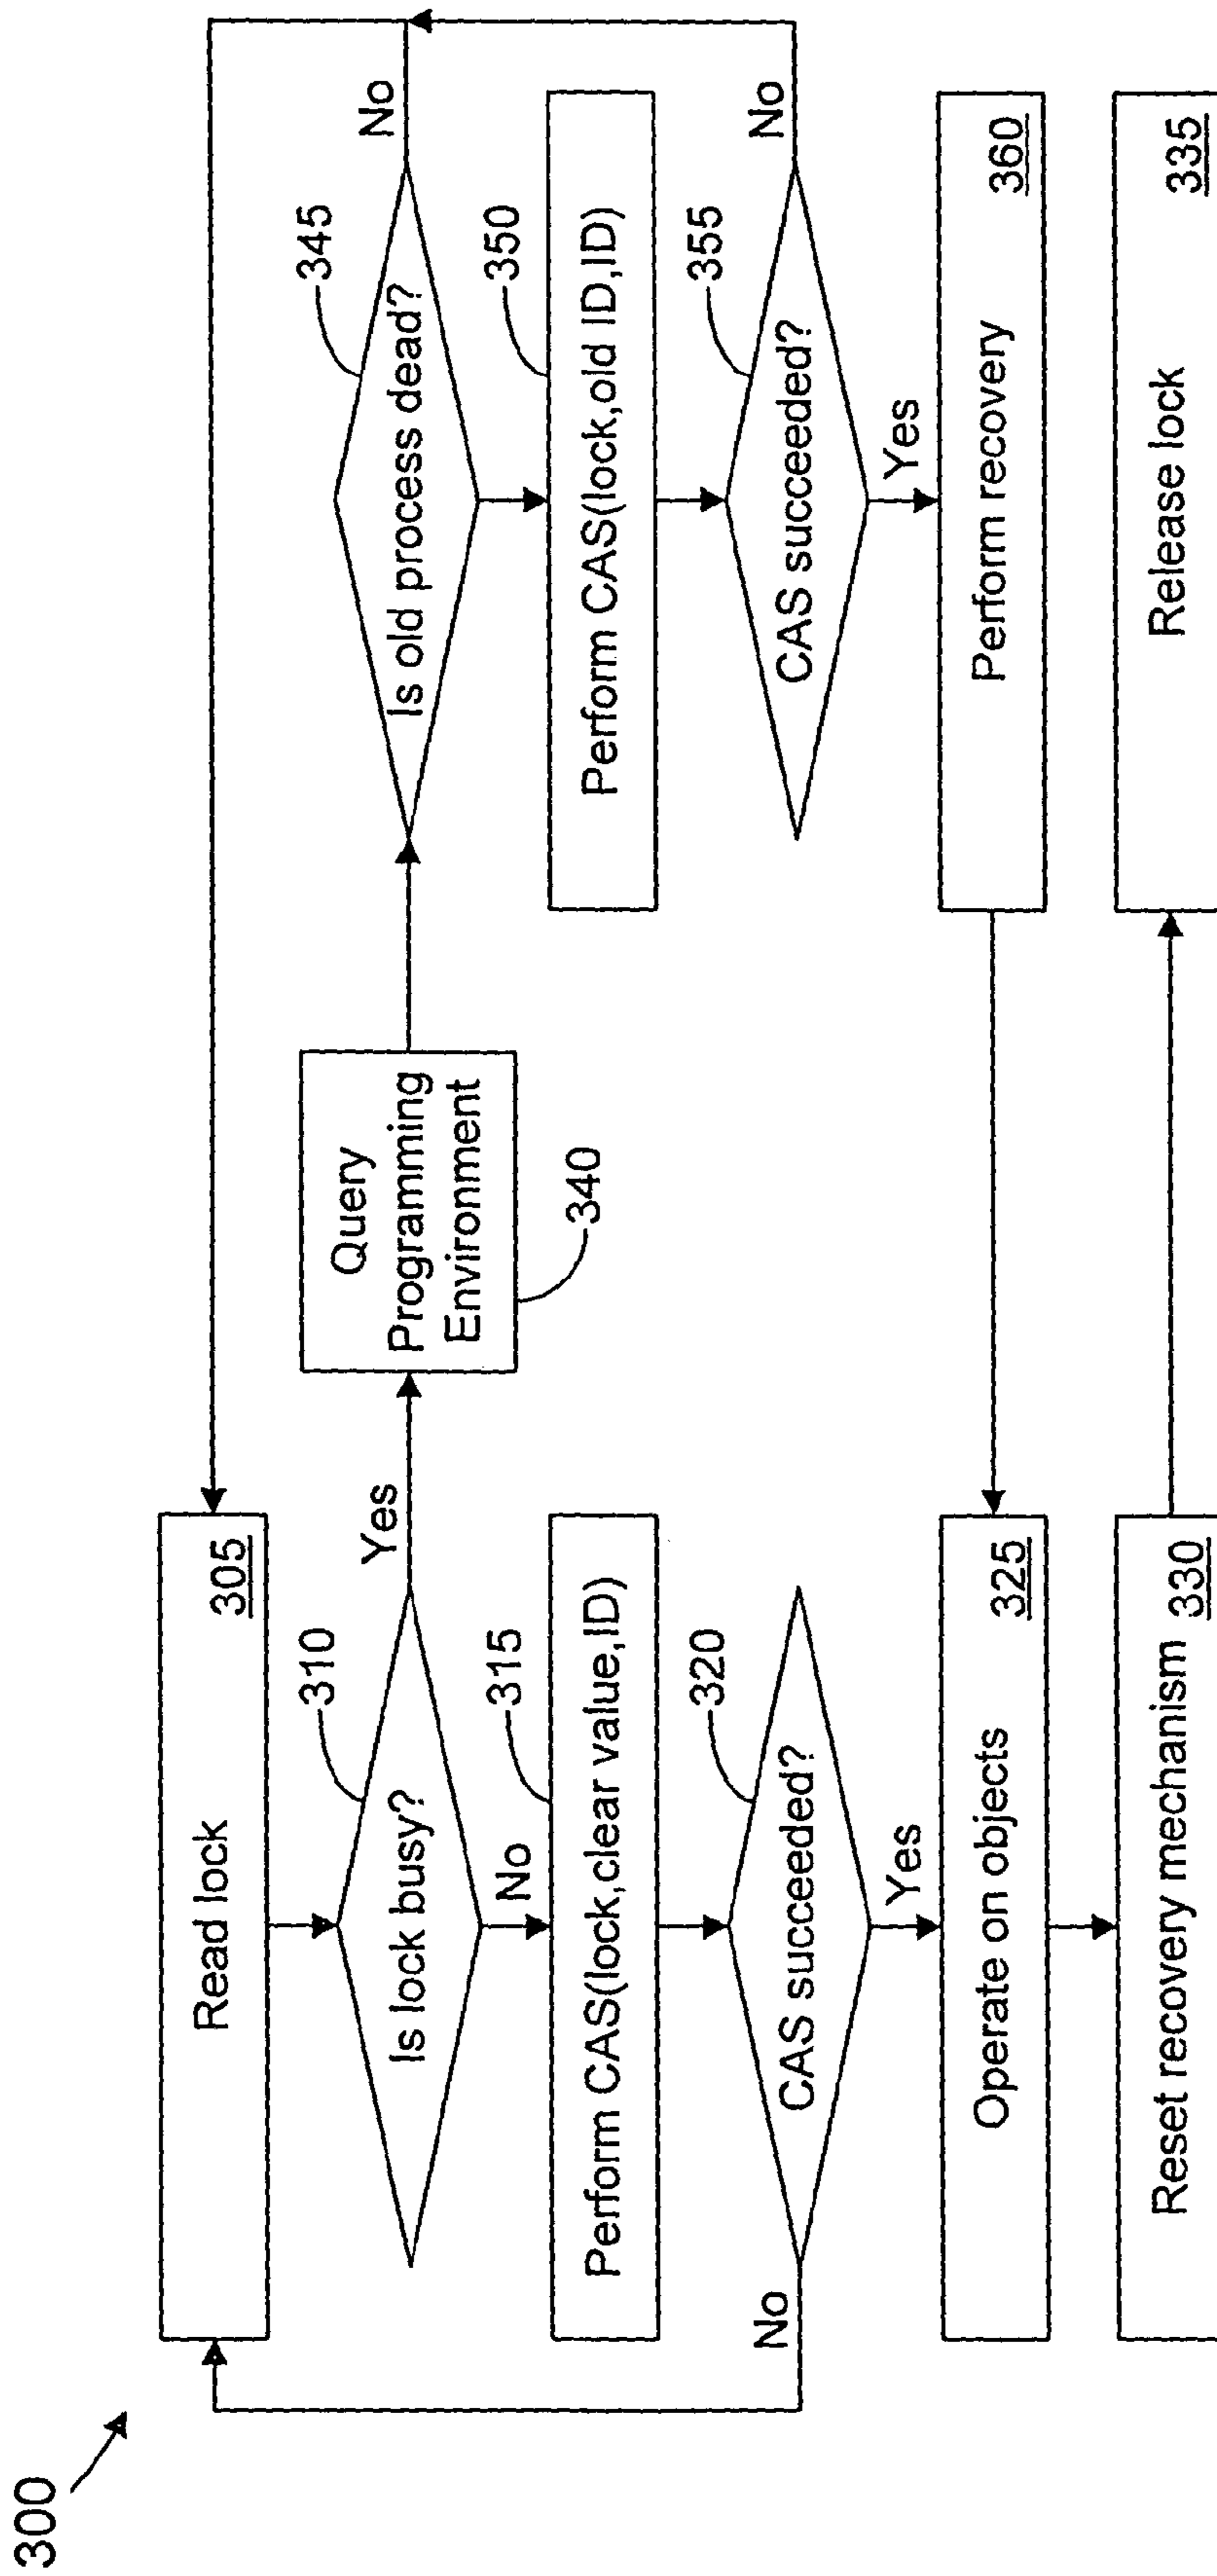 300
Read lock
305
Is lock busy?
310
Yes
No
Perform CAS(lock,clear value,ID)
315
CAS succeeded?
320
No
Yes
Operate on objects
325
Reset recovery mechanism
330
Query
Programming
Environment
340
Is old process dead?
345
No
Perform CAS(lock,old ID,ID)
350
CAS succeeded?
355
No
Yes
Perform recovery
360
Release lock
335